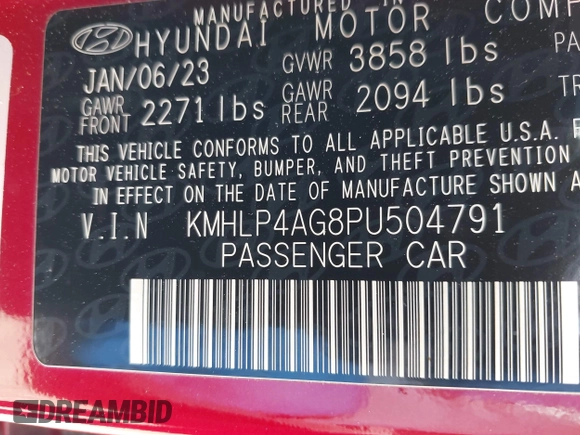 MANUFACTURED IN
HYUNDAI MOTOR
JAN/06/23 GVWR 3858 lbs
GAWR FRONT 2271 lbs GAWR REAR 2094 lbs
THIS VEHICLE CONFORMS TO ALL APPLICABLE U.S.A.
MOTOR VEHICLE SAFETY, BUMPER, AND THEFT PREVENTION
IN EFFECT ON THE DATE OF MANUFACTURE SHOWN
V.I.N KMHLP4AG8PU504791
PASSENGER CAR
DREAMBID